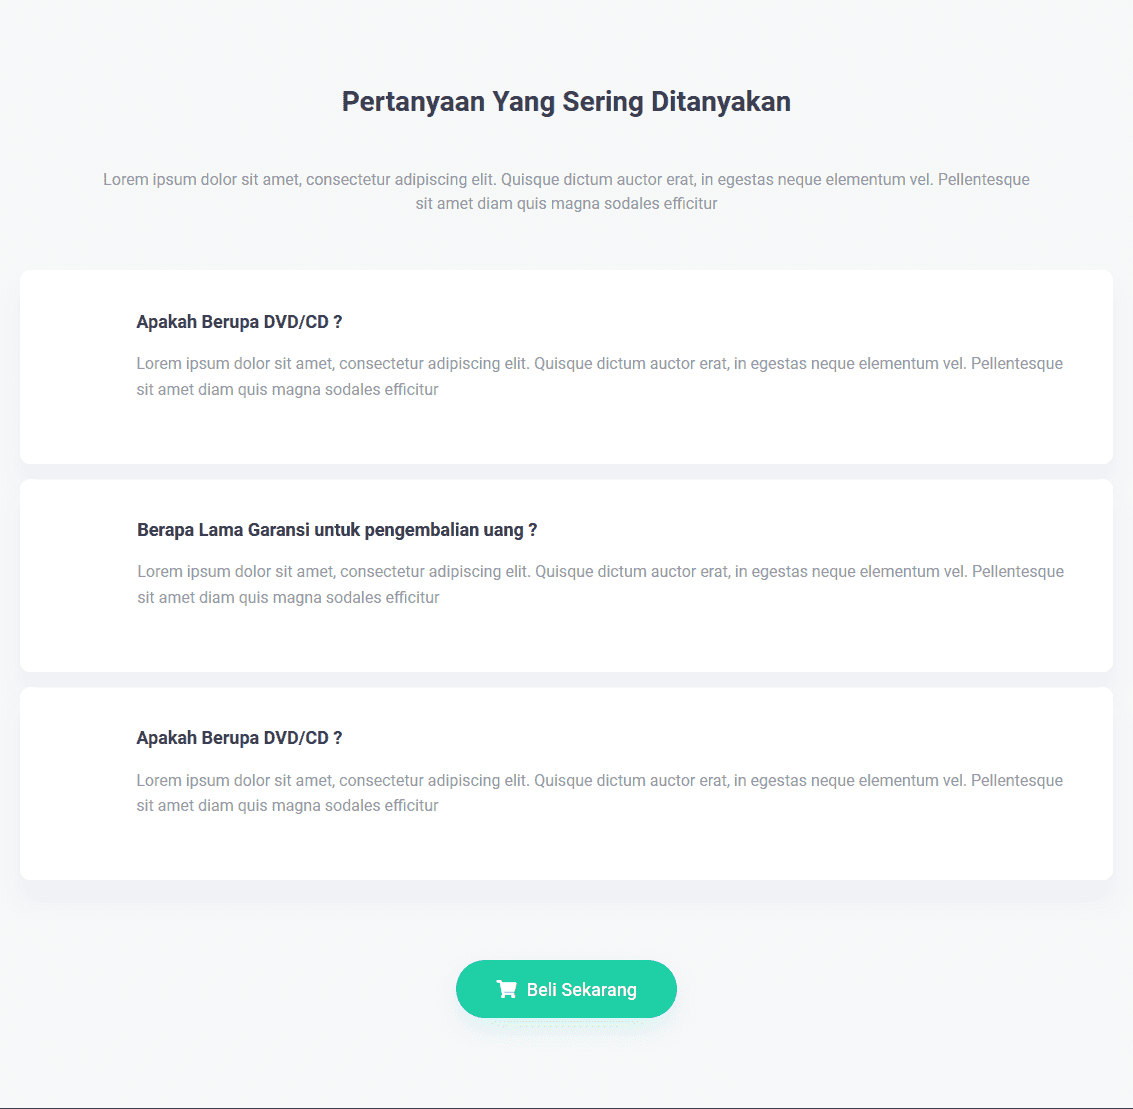 Pertanyaan Yang Sering Ditanyakan
Lorem ipsum dolor sit amet, consectetur adipiscing elit. Quisque dictum auctor erat, in egestas neque elementum vel. Pellentesque
sit amet diam quis magna sodales efficitur
Apakah Berupa DVD/CD ?
Lorem ipsum dolor sit amet, consectetur adipiscing elit. Quisque dictum auctor erat, in egestas neque elementum vel. Pellentesque
sit amet diam quis magna sodales efficitur
Berapa Lama Garansi untuk pengembalian uang ?
Lorem ipsum dolor sit amet, consectetur adipiscing elit. Quisque dictum auctor erat, in egestas neque elementum vel. Pellentesque
sit amet diam quis magna sodales efficitur
Apakah Berupa DVD/CD ?
Lorem ipsum dolor sit amet, consectetur adipiscing elit. Quisque dictum auctor erat, in egestas neque elementum vel. Pellentesque
sit amet diam quis magna sodales efficitur
Beli Sekarang